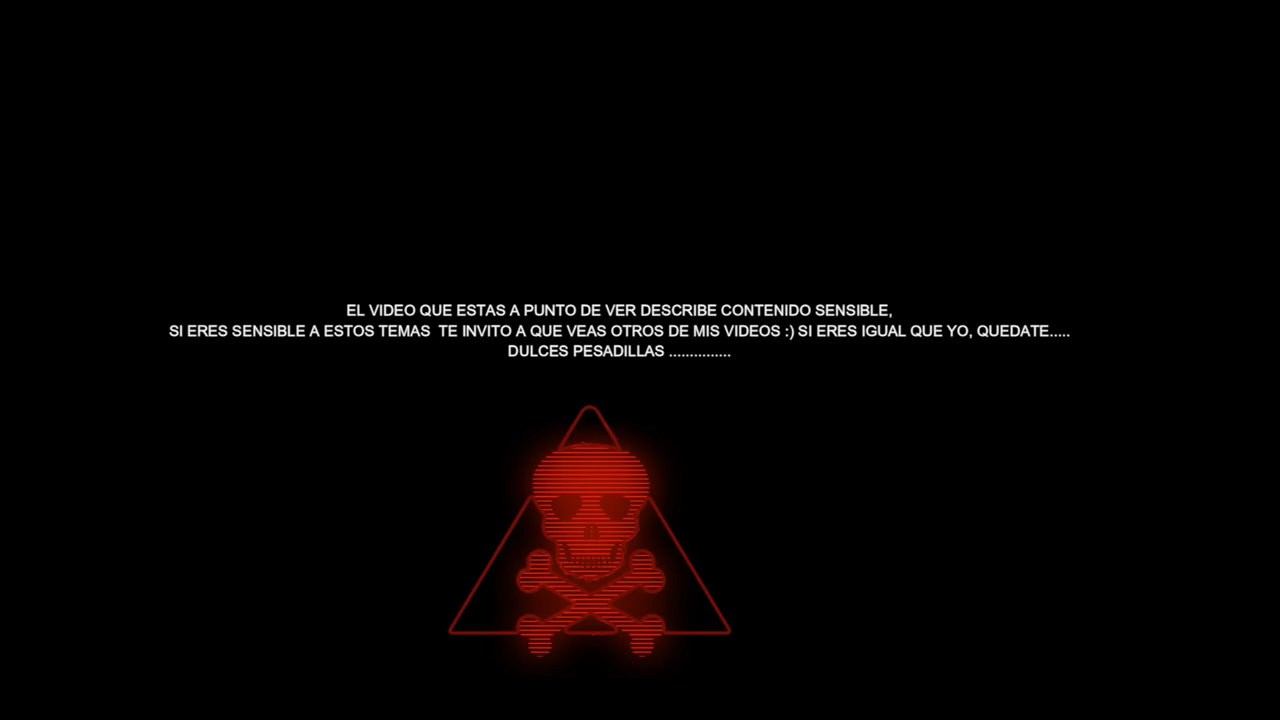 EL VIDEO QUE ESTAS A PUNTO DE VER DESCRIBE CONTENIDO SENSIBLE,
SI ERES SENSIBLE A ESTOS TEMAS  TE INVITO A QUE VEAS OTROS DE MIS VIDEOS :) SI ERES IGUAL QUE YO, QUEDATE.....
DULCES PESADILLAS ...............